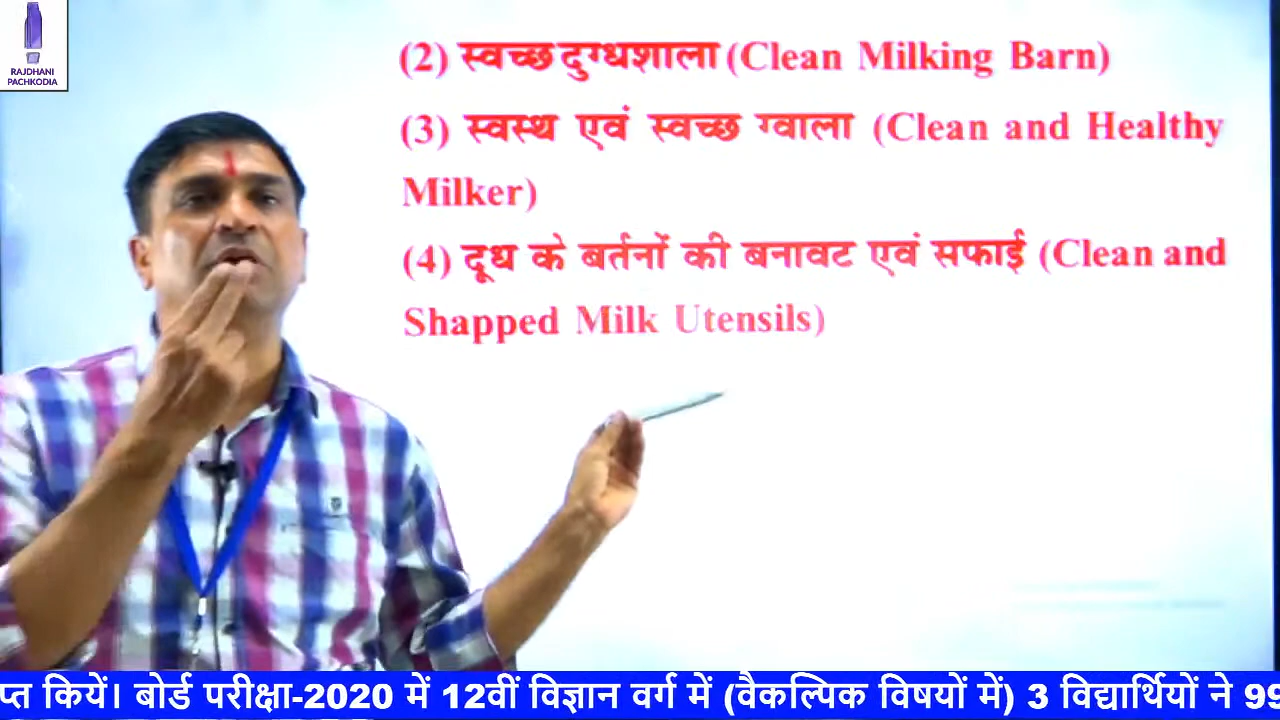 RAJDHANI
PACHKODIA
(2) स्वच्छ दुग्धशाला (Clean Milking Barn)
(3) स्वस्थ एवं स्वच्छ ग्वाला (Clean and Healthy
Milker)
(4) दूध के बर्तनों की बनावट एवं सफाई (Clean and
Shapped Milk Utensils)
प्त कियें। बोर्ड परीक्षा-2020 में 12वीं विज्ञान वर्ग में (वैकल्पिक विषयों में) 3 विद्यार्थियों ने 99